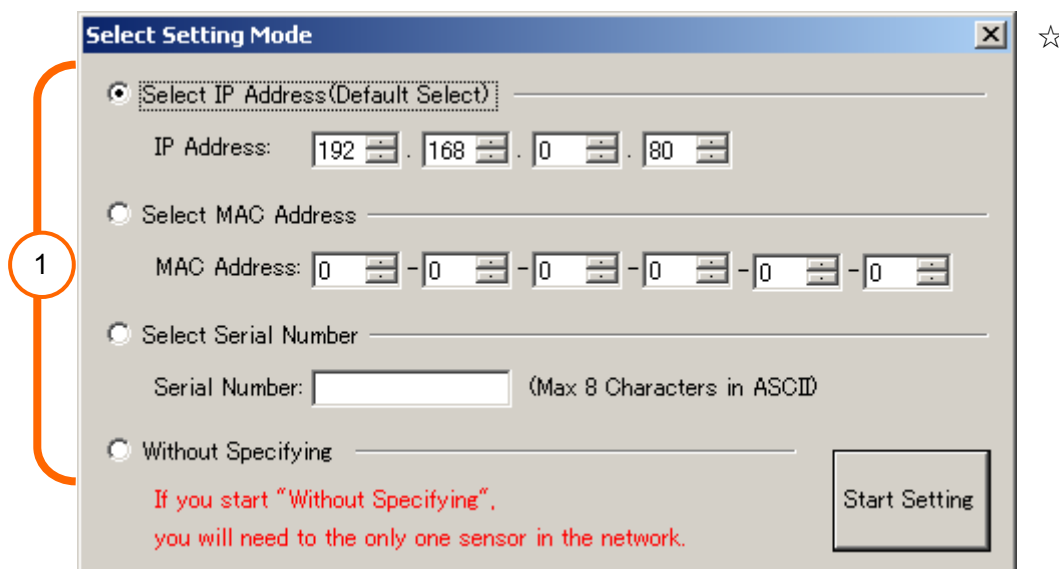 Select Setting Mode
☆
Select IP Address(Default Select)
IP Address: 192 . 168 . 0 . 80
Select MAC Address
1
MAC Address: 0 - 0 - 0 - 0 - 0 - 0
Select Serial Number
Serial Number: (Max 8 Characters in ASCII)
Without Specifying
If you start "Without Specifying",
Start Setting
you will need to the only one sensor in the network.